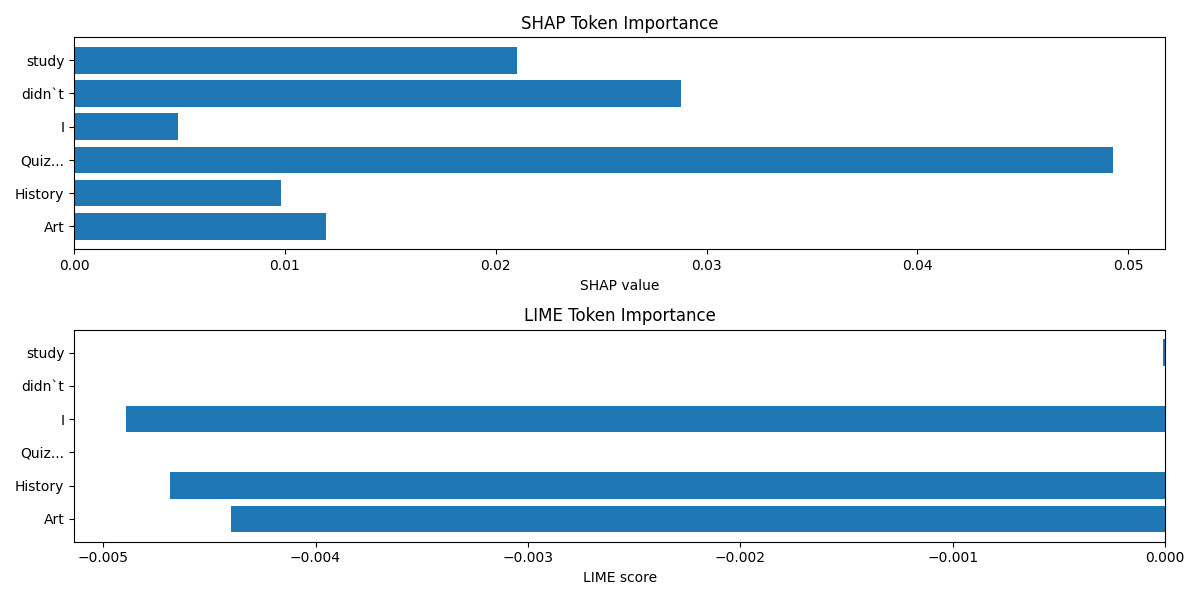 SHAP Token Importance
study
didn`t
I
Quiz...
History
Art
0.00 0.01 0.02 0.03 0.04 0.05
SHAP value
LIME Token Importance
study
didn`t
I
Quiz...
History
Art
−0.005 −0.004 −0.003 −0.002 −0.001 0.000
LIME score